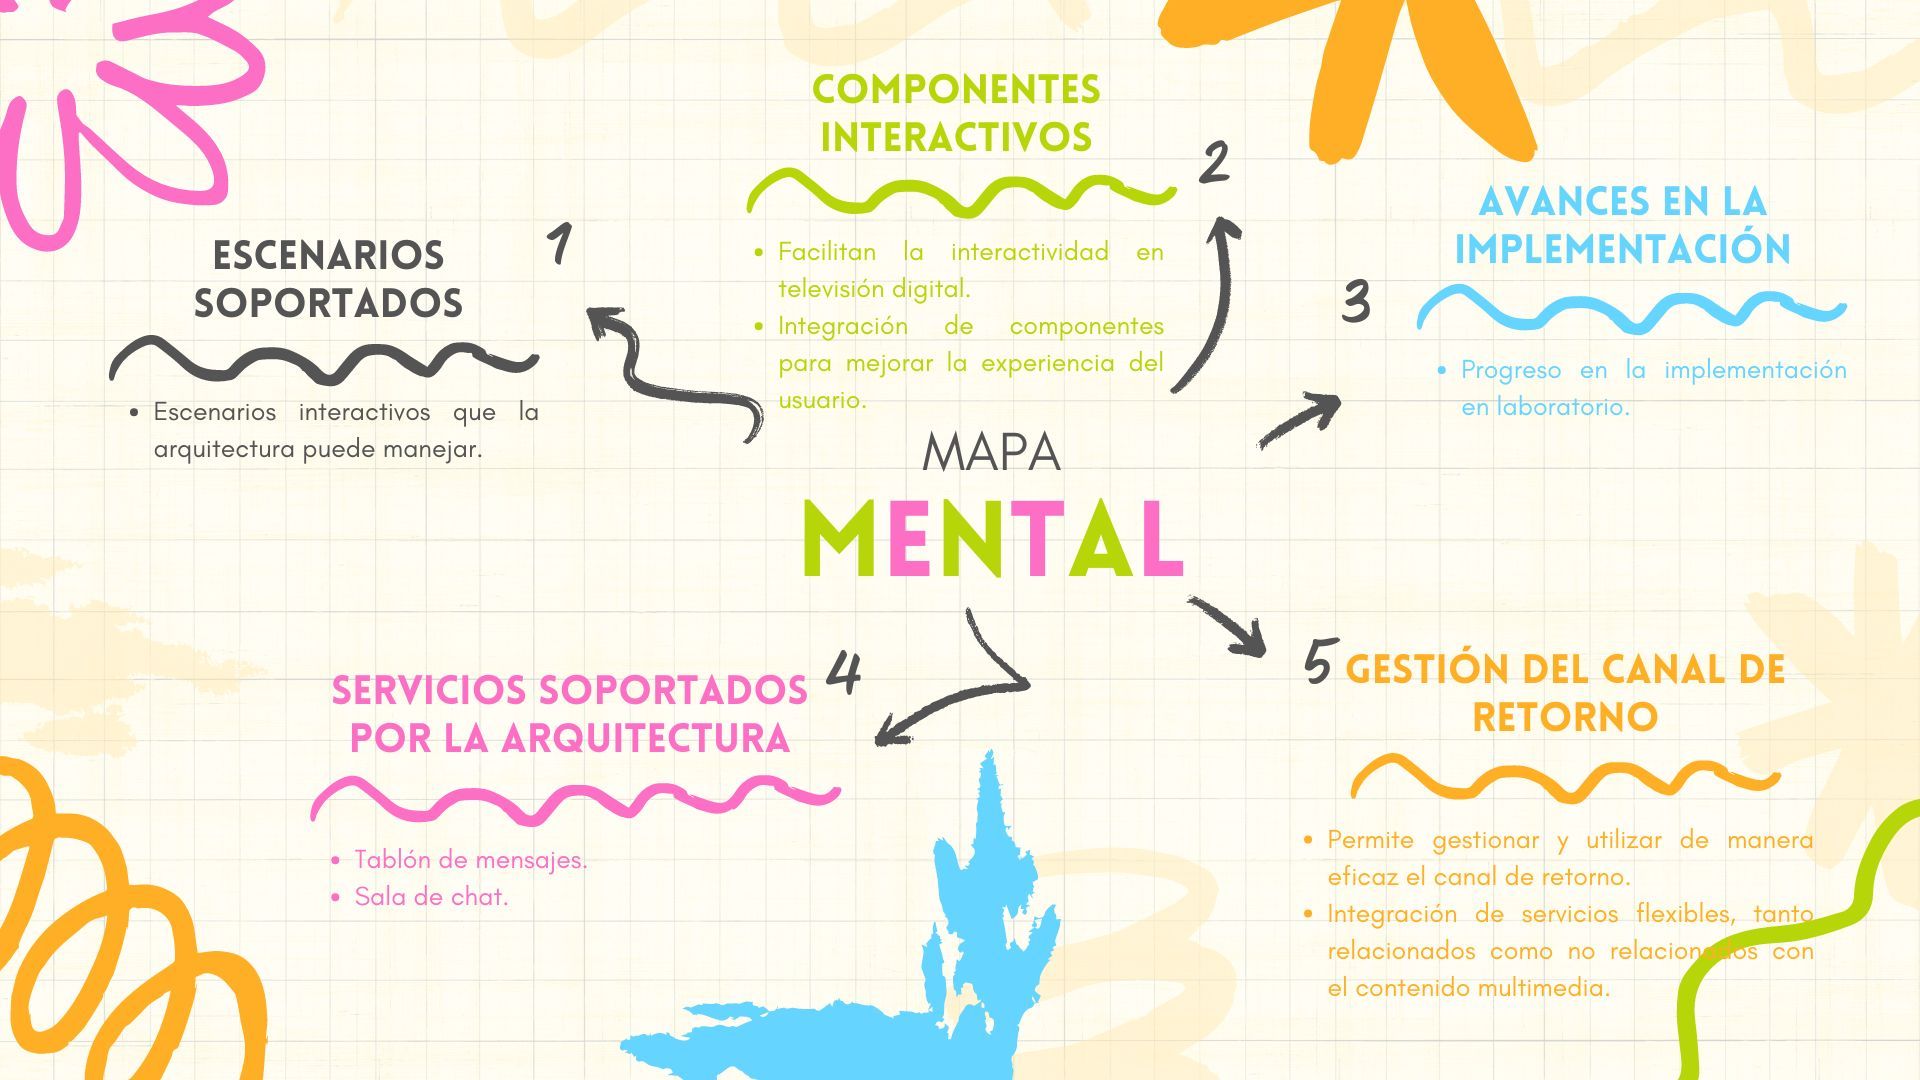 MAPA
MENTAL
1
ESCENARIOS
SOPORTADOS
• Escenarios interactivos que la
arquitectura puede manejar.
COMPONENTES
INTERACTIVOS
2
• Facilitan la interactividad en
televisión digital.
• Integración de componentes
para mejorar la experiencia del
usuario.
3
AVANCES EN LA
IMPLEMENTACIÓN
• Progreso en la implementación
en laboratorio.
4
SERVICIOS SOPORTADOS
POR LA ARQUITECTURA
• Tablón de mensajes.
• Sala de chat.
5
GESTIÓN DEL CANAL DE
RETORNO
• Permite gestionar y utilizar de manera
eficaz el canal de retorno.
• Integración de servicios flexibles, tanto
relacionados como no relacionados con
el contenido multimedia.